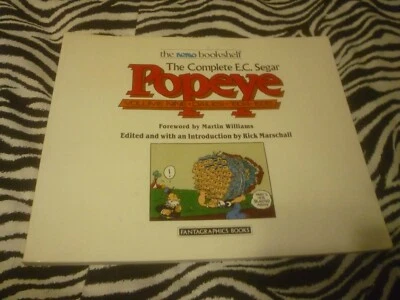 the nemo bookshelf
The Complete E.C. Segar
Popeye
Foreword by Martin Williams
Edited and with an Introduction by Rick Marschall
!
FANTAGRAPHICS BOOKS